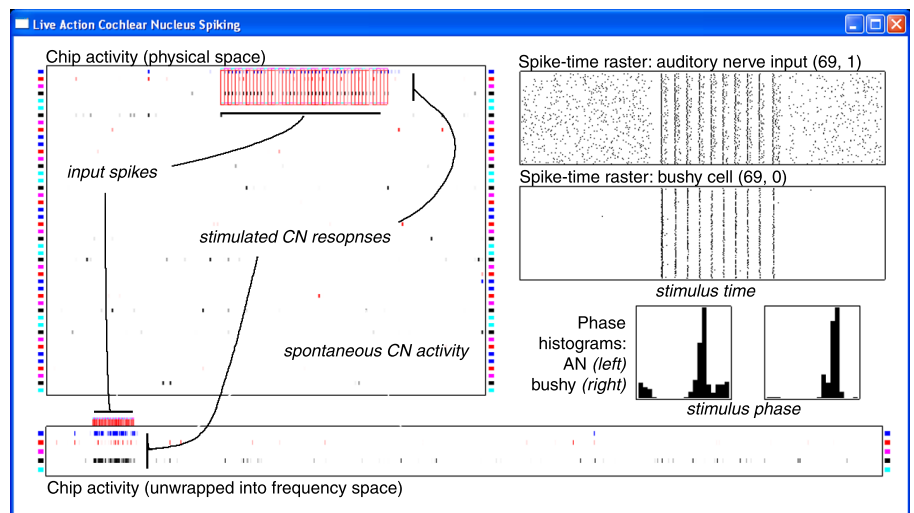 Live Action Cochlear Nucleus Spiking
Chip activity (physical space)
input spikes
stimulated CN resopnses
spontaneous CN activity
Chip activity (unwrapped into frequency space)
Spike-time raster: auditory nerve input (69, 1)
Spike-time raster: bushy cell (69, 0)
stimulus time
Phase
histograms:
AN (left)
bushy (right)
stimulus phase